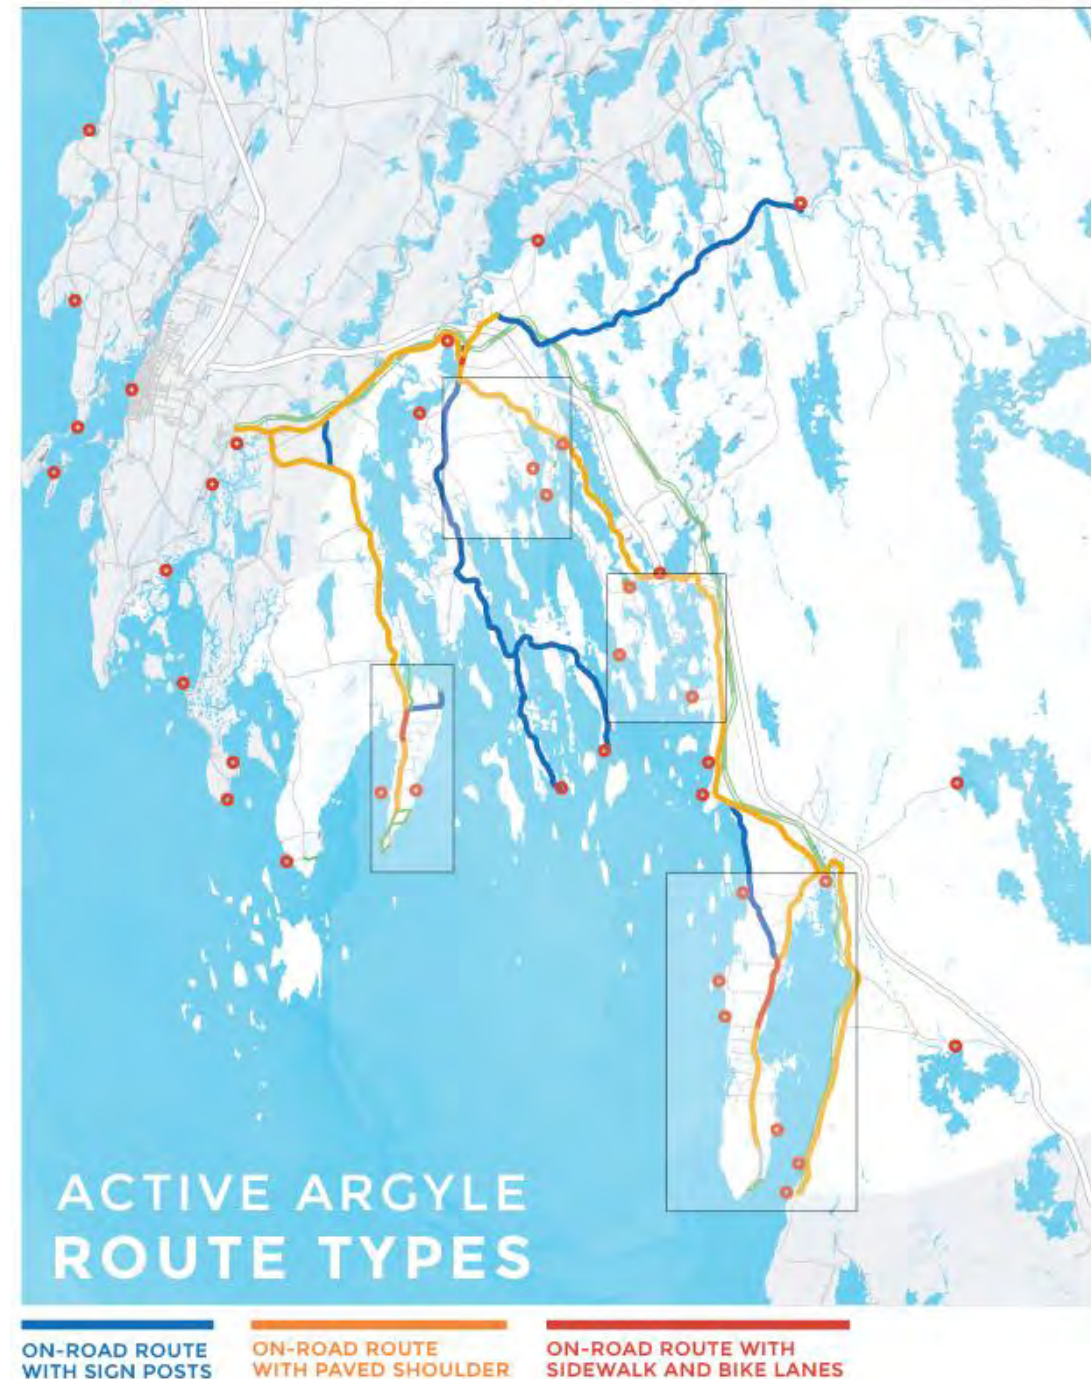 ACTIVE ARGYLE
ROUTE TYPES
ON-ROAD ROUTE
WITH SIGN POSTS
ON-ROAD ROUTE
WITH PAVED SHOULDER
ON-ROAD ROUTE WITH
SIDEWALK AND BIKE LANES